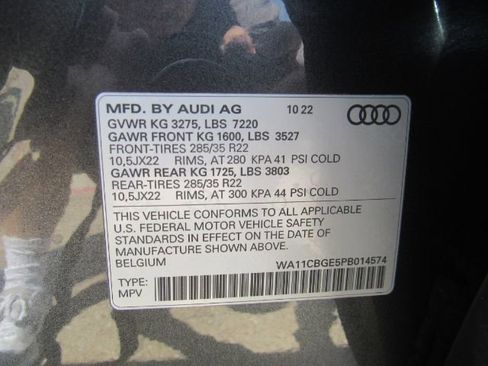 MFD. BY AUDI AG 10 22
GVWR KG 3275, LBS 7220
GAWR FRONT KG 1600, LBS 3527
FRONT-TIRES 285/35 R22
10,5JX22 RIMS, AT 280 KPA 41 PSI COLD
GAWR REAR KG 1725, LBS 3803
REAR-TIRES 285/35 R22
10,5JX22 RIMS, AT 300 KPA 44 PSI COLD
THIS VEHICLE CONFORMS TO ALL APPLICABLE
U.S. FEDERAL MOTOR VEHICLE SAFETY
STANDARDS IN EFFECT ON THE DATE OF
MANUFACTURE SHOWN ABOVE.
BELGIUM WA11CBGE5PB014574
TYPE:
MPV